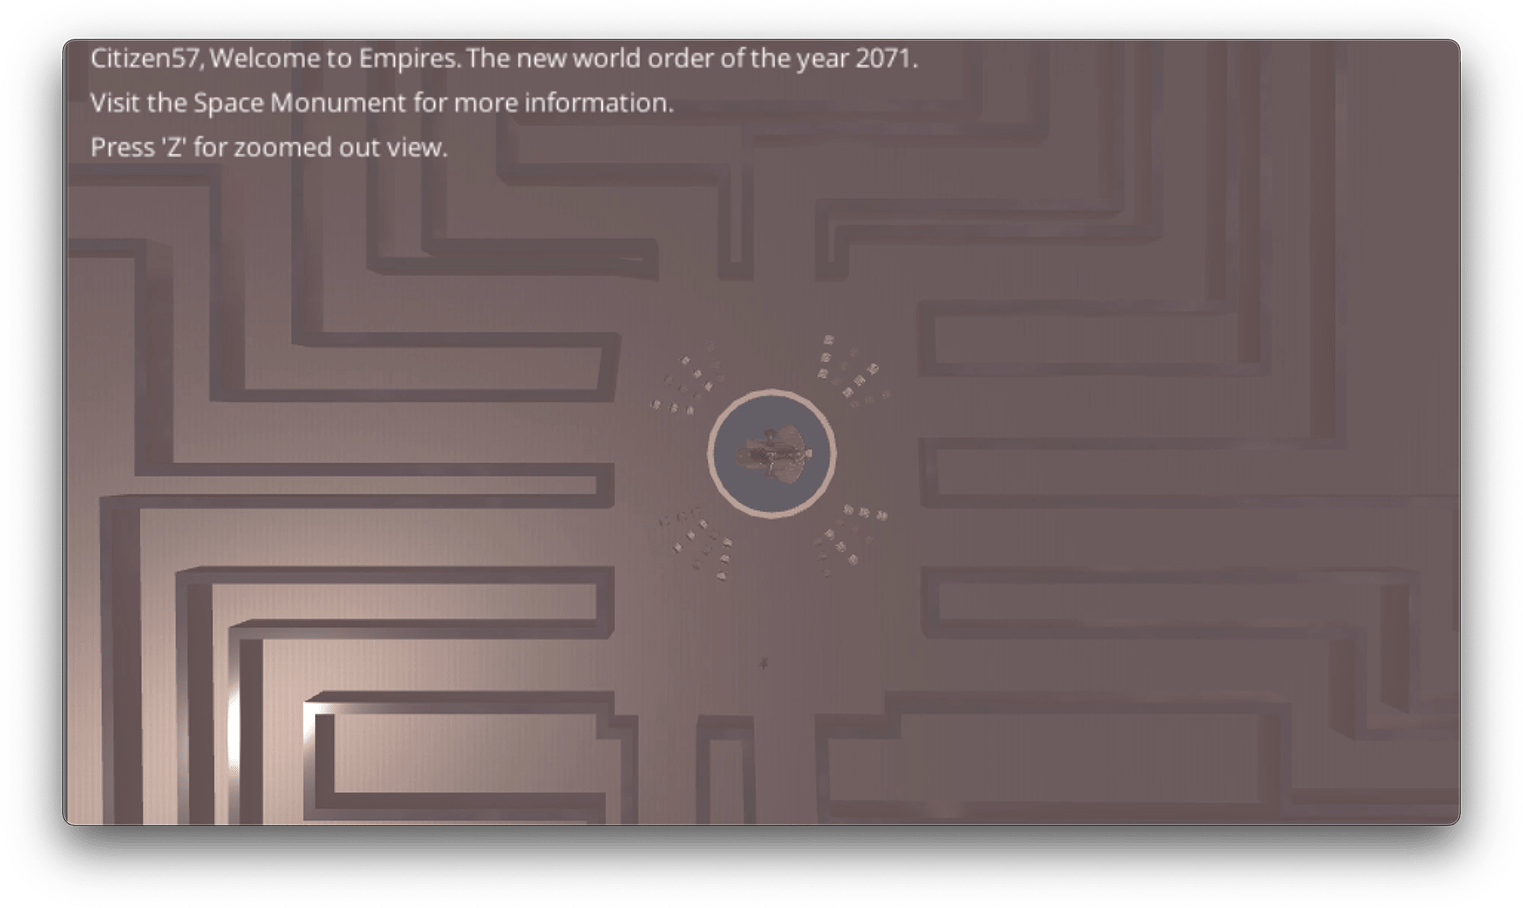 Citizen57, Welcome to Empires. The new world order of the year 2071.
Visit the Space Monument for more information.
Press 'Z' for zoomed out view.